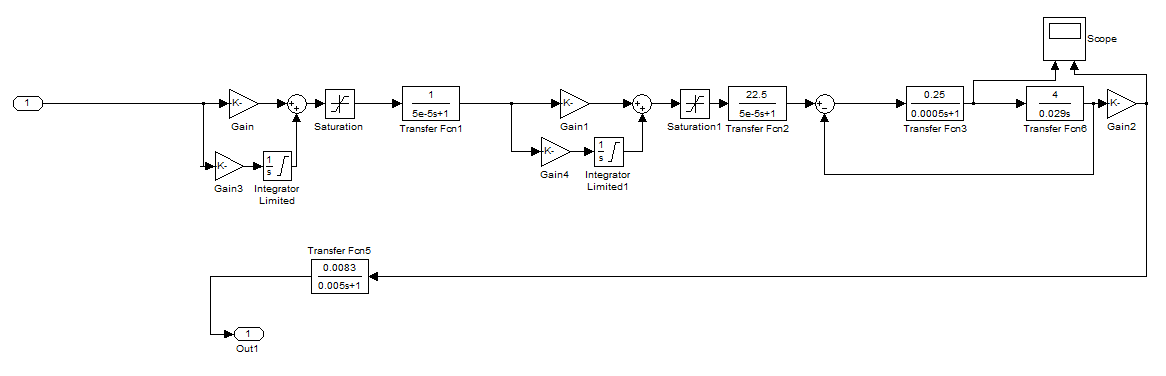 Scope
1
K-
Gain
+
+
Saturation
1
5e-5s+1
Transfer Fcn1
K-
Gain1
+
+
Saturation1
22.5
5e-5s+1
Transfer Fcn2
+
−
0.25
0.0005s+1
Transfer Fcn3
4
0.029s
Transfer Fcn6
K-
Gain2
K-
Gain3
1
s
Integrator
Limited
K-
Gain4
1
s
Integrator
Limited1
Transfer Fcn5
0.0083
0.005s+1
1
Out1